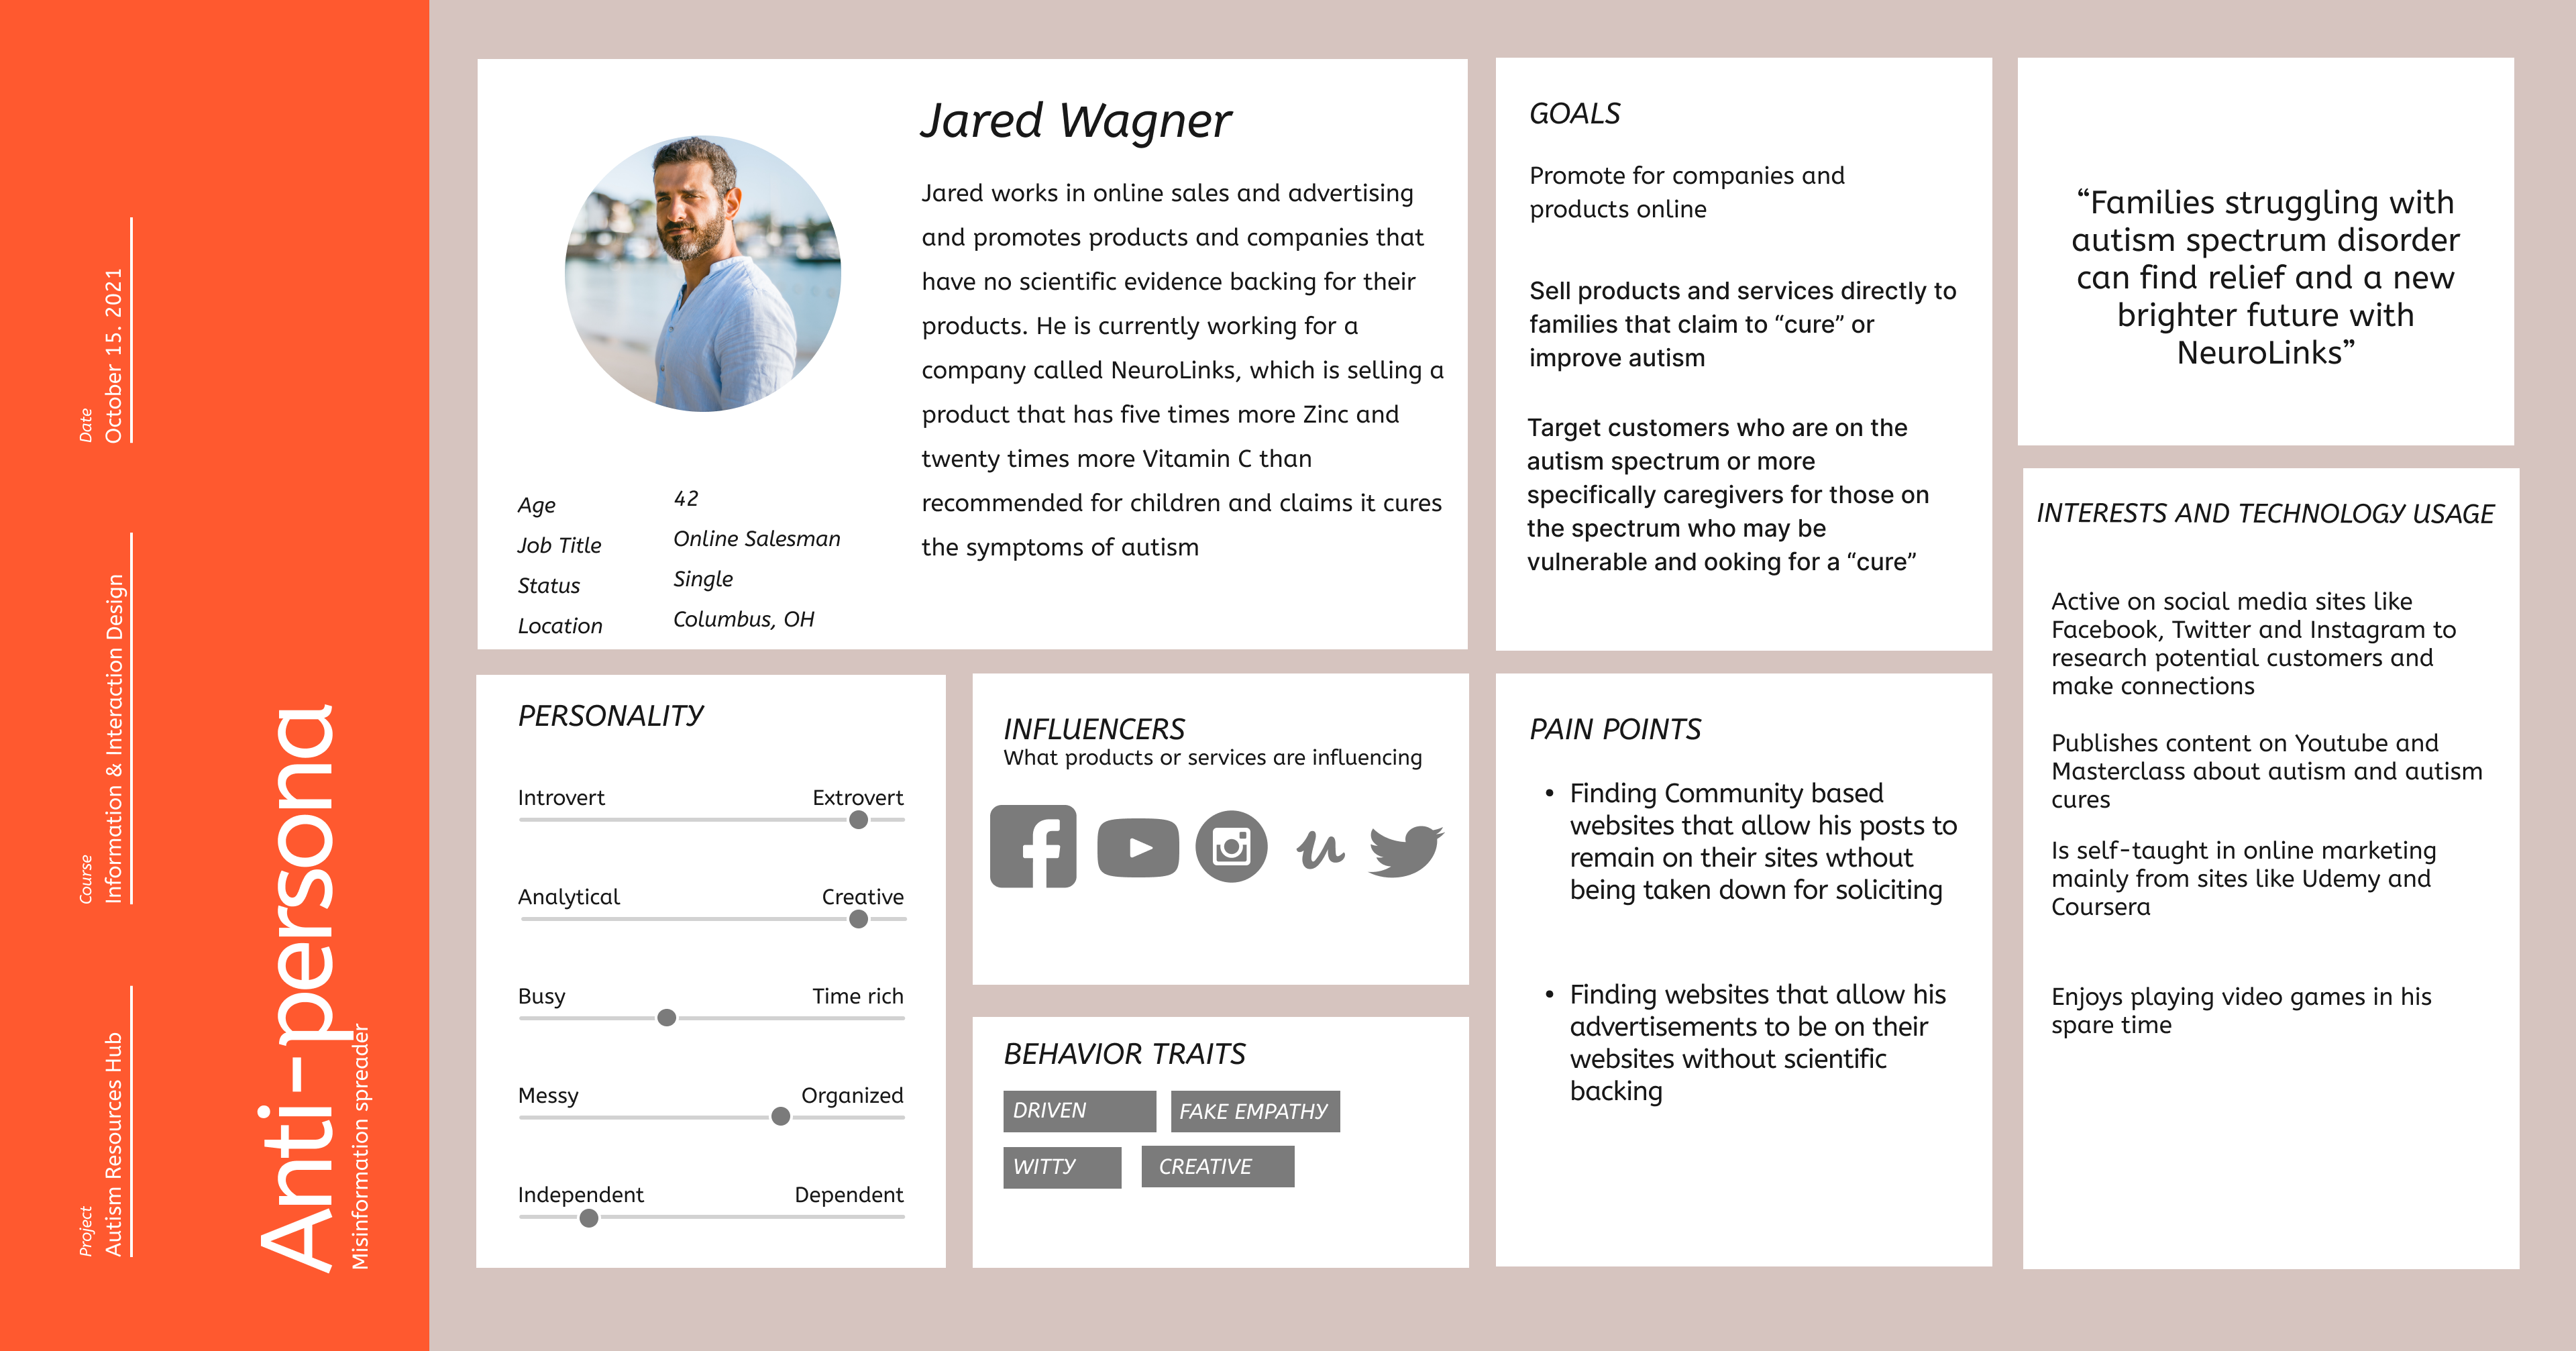 Date
October 15. 2021
Course
Information & Interaction Design
Project
Autism Resources Hub
Anti-persona
Misinformation spreader
Jared Wagner
Jared works in online sales and advertising
and promotes products and companies that
have no scientific evidence backing for their
products. He is currently working for a
company called NeuroLinks, which is selling a
product that has five times more Zinc and
twenty times more Vitamin C than
recommended for children and claims it cures
the symptoms of autism
Age 42
Job Title Online Salesman
Status Single
Location Columbus, OH
GOALS
Promote for companies and
products online
Sell products and services directly to
families that claim to “cure” or
improve autism
Target customers who are on the
autism spectrum or more
specifically caregivers for those on
the spectrum who may be
vulnerable and ooking for a “cure”
“Families struggling with
autism spectrum disorder
can find relief and a new
brighter future with
NeuroLinks”
PERSONALITY
Introvert Extrovert
Analytical Creative
Busy Time rich
Messy Organized
Independent Dependent
INFLUENCERS
What products or services are influencing
BEHAVIOR TRAITS
DRIVEN FAKE EMPATHY
WITTY CREATIVE
PAIN POINTS
• Finding Community based
websites that allow his posts to
remain on their sites wthout
being taken down for soliciting
• Finding websites that allow his
advertisements to be on their
websites without scientific
backing
INTERESTS AND TECHNOLOGY USAGE
Active on social media sites like
Facebook, Twitter and Instagram to
research potential customers and
make connections
Publishes content on Youtube and
Masterclass about autism and autism
cures
Is self-taught in online marketing
mainly from sites like Udemy and
Coursera
Enjoys playing video games in his
spare time